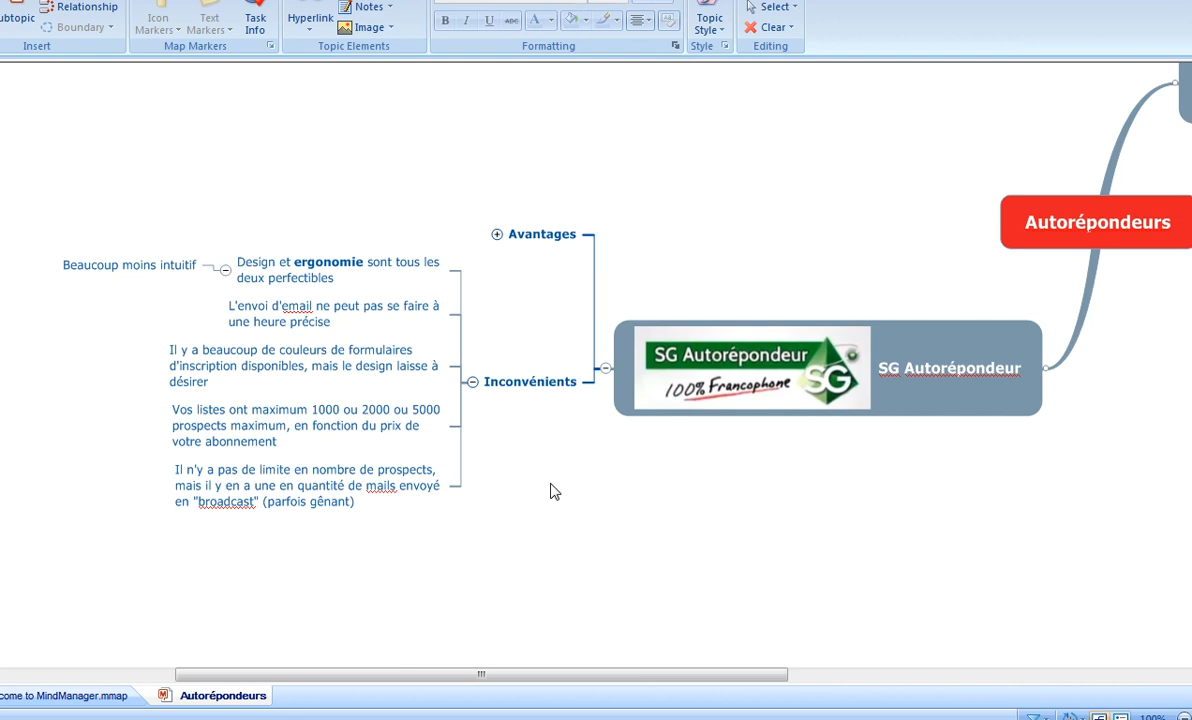 ubtopic
Relationship
Boundary
Insert
Icon
Markers
Text
Markers
Task
Info
Map Markers
Hyperlink
Notes
Image
Topic Elements
B I U ABC A
Formatting
Topic
Style
Style
Select
Clear
Editing
Autorépondeurs
Avantages
Beaucoup moins intuitif
Design et ergonomie sont tous les
deux perfectibles
L'envoi d'email ne peut pas se faire à
une heure précise
Il y a beaucoup de couleurs de formulaires
d'inscription disponibles, mais le design laisse à
désirer
Inconvénients
Vos listes ont maximum 1000 ou 2000 ou 5000
prospects maximum, en fonction du prix de
votre abonnement
Il n'y a pas de limite en nombre de prospects,
mais il y en a une en quantité de mails envoyé
en "broadcast" (parfois gênant)
SG Autorépondeur
100% Francophone
SG
SG Autorépondeur
come to MindManager.mmap
Autorépondeurs
100%